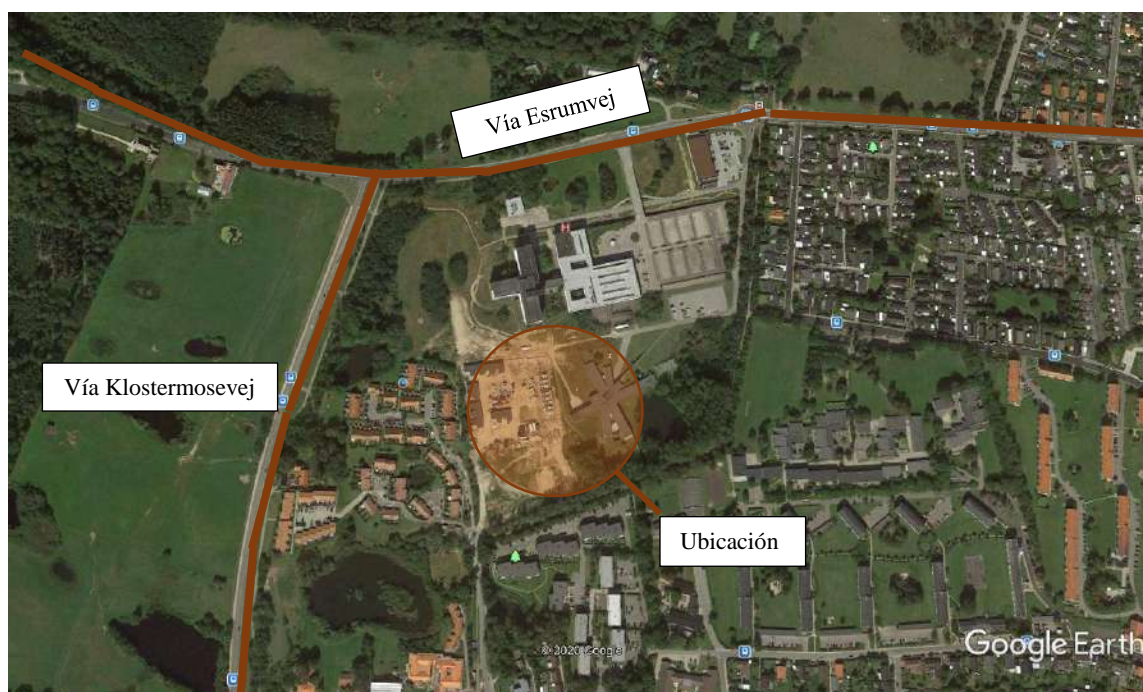 Vía Esrumvej
H
Vía Klostermosevej
Ubicación
© 2020 Google
Google Earth